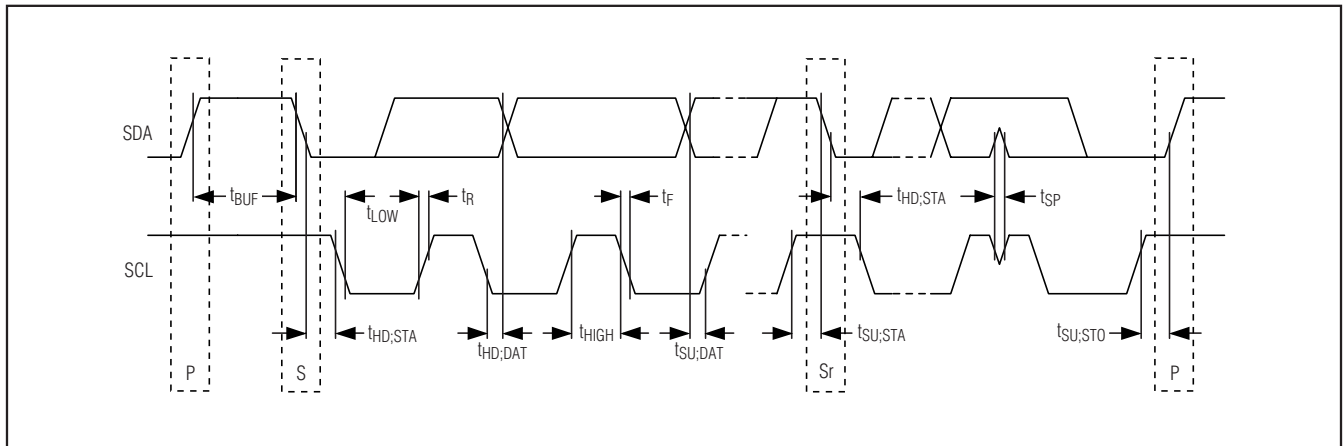 SDA
tBUF
tLOW
tR
tF
tHD;STA
tSP
SCL
tHD;STA
tHD;DAT
tHIGH
tSU;DAT
tSU;STA
tSU;STO
P
S
Sr
P